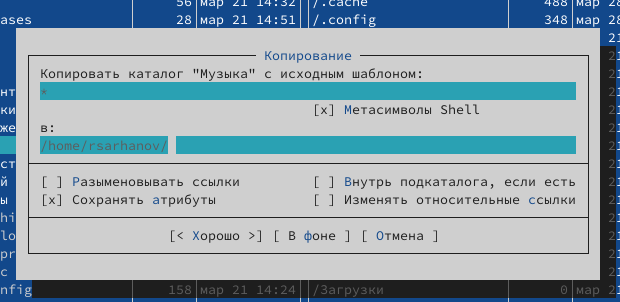 56 мар 21 14:32 /.cache 488 мар 28
ases 28 мар 21 14:51 /.config 348 мар 28
Копирование
Копировать каталог "Музыка" с исходным шаблоном:
*
[x] Метасимволы Shell
в:
/home/rsarhanov/
[ ] Разыменовывать ссылки [ ] Внутрь подкаталога, если есть
[x] Сохранять атрибуты [ ] Изменять относительные ссылки
[< Хорошо >] [ В фоне ] [ Отмена ]
nfig 158 мар 21 14:24 /Загрузки 0 мар 2